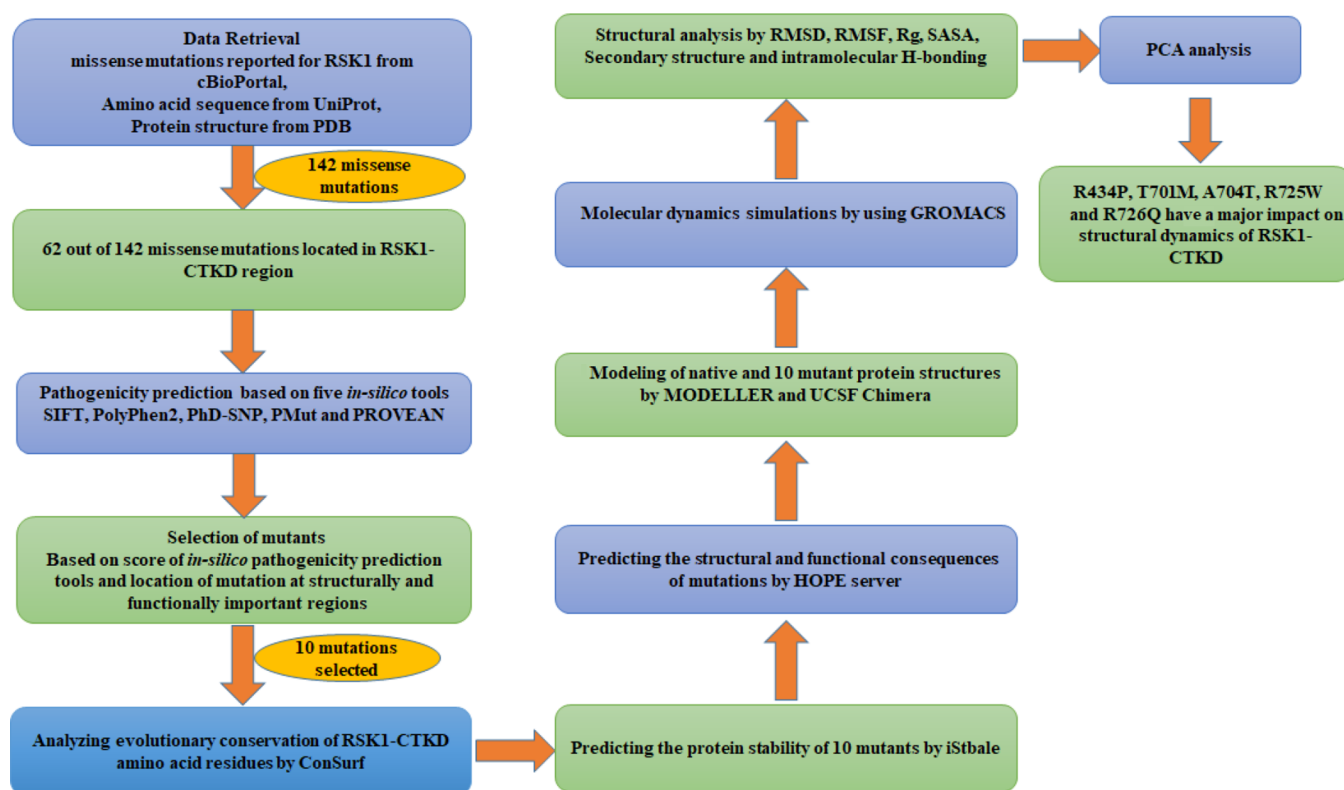 Data Retrieval
missense mutations reported for RSK1 from
cBioPortal,
Amino acid sequence from UniProt,
Protein structure from PDB
142 missense
mutations
62 out of 142 missense mutations located in RSK1-
CTKD region
Pathogenicity prediction based on five in-silico tools
SIFT, PolyPhen2, PhD-SNP, PMut and PROVEAN
Selection of mutants
Based on score of in-silico pathogenicity prediction
tools and location of mutation at structurally and
functionally important regions
10 mutations
selected
Analyzing evolutionary conservation of RSK1-CTKD
amino acid residues by ConSurf
Predicting the protein stability of 10 mutants by iStbale
Predicting the structural and functional consequences
of mutations by HOPE server
Modeling of native and 10 mutant protein structures
by MODELLER and UCSF Chimera
Molecular dynamics simulations by using GROMACS
Structural analysis by RMSD, RMSF, Rg, SASA,
Secondary structure and intramolecular H-bonding
PCA analysis
R434P, T701M, A704T, R725W
and R726Q have a major impact on
structural dynamics of RSK1-
CTKD